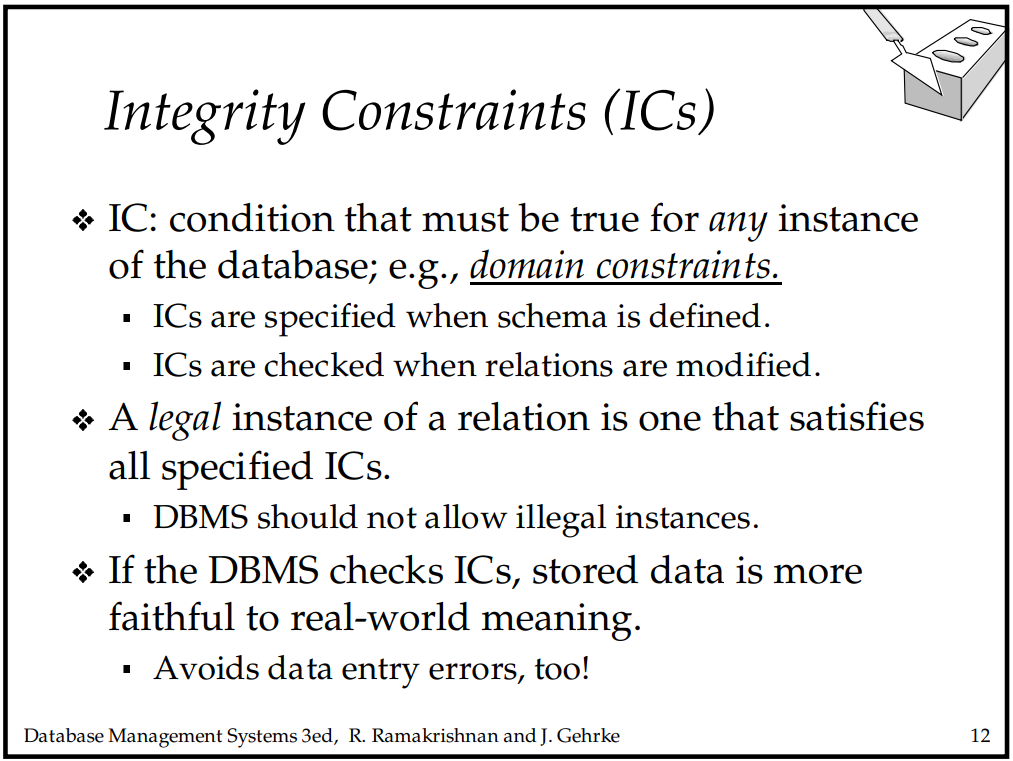 Integrity Constraints (ICs)
❖ IC: condition that must be true for any instance
of the database; e.g., domain constraints.
▪ ICs are specified when schema is defined.
▪ ICs are checked when relations are modified.
❖ A legal instance of a relation is one that satisfies
all specified ICs.
▪ DBMS should not allow illegal instances.
❖ If the DBMS checks ICs, stored data is more
faithful to real-world meaning.
▪ Avoids data entry errors, too!
Database Management Systems 3ed, R. Ramakrishnan and J. Gehrke 12